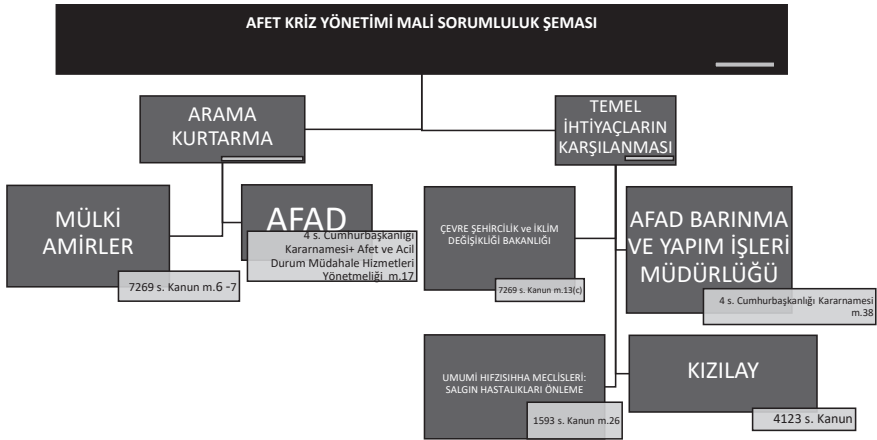 AFET KRİZ YÖNETİMİ MALİ SORUMLULUK ŞEMASI
ARAMA
KURTARMA
TEMEL
İHTİYAÇLARIN
KARŞILANMASI
MÜLKİ
AMİRLER
7269 s. Kanun m.6 -7
AFAD
4 s. Cumhurbaşkanlığı
Kararnamesi+ Afet ve Acil
Durum Müdahale Hizmetleri
Yönetmeliği m.17
ÇEVRE ŞEHİRCİLİK ve İKLİM
DEĞİŞİKLİĞİ BAKANLIĞI
7269 s. Kanun m.13(c)
AFAD BARINMA
VE YAPIM İŞLERİ
MÜDÜRLÜĞÜ
4 s. Cumhurbaşkanlığı Kararnamesi
m.38
UMUMİ HIFZISIHHA MECLİSLERİ:
SALGIN HASTALIKLARI ÖNLEME
1593 s. Kanun m.26
KIZILAY
4123 s. Kanun